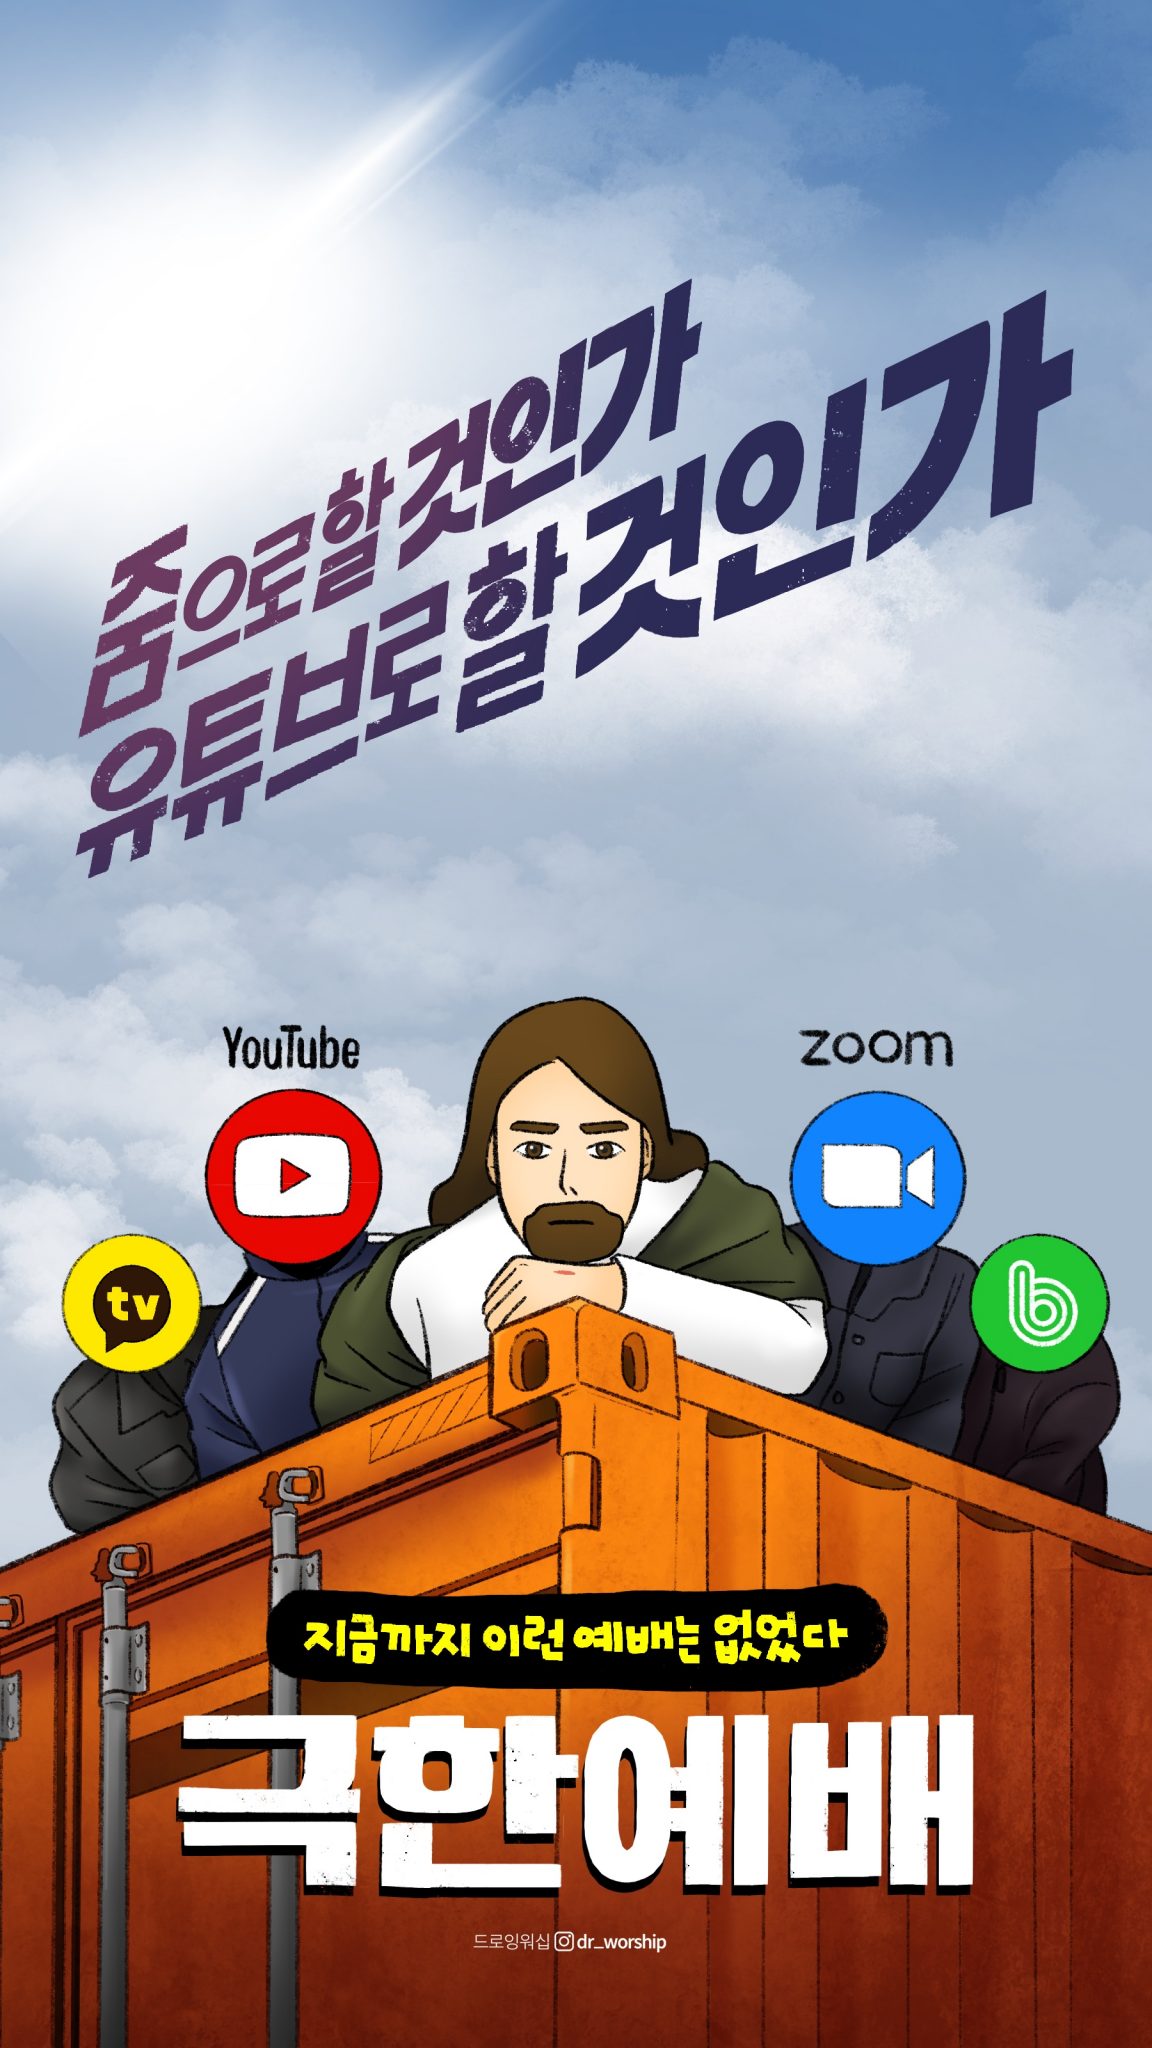 줌으로할것인가
유튜브로할것인가
YouTube
zoom
tv
b
지금까지 이런 예배는 없었다
극한예배
드로잉워십 dr_worship